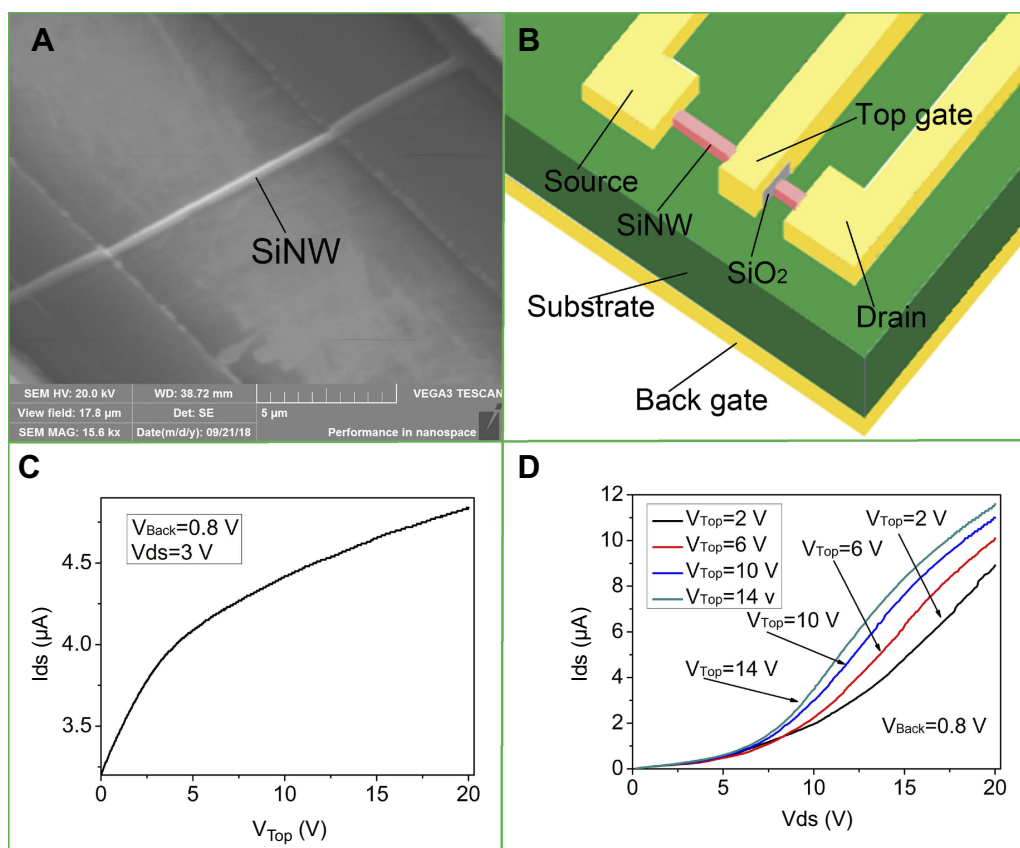 A
SiNW
SEM HV: 20.0 kV WD: 38.72 mm VEGA3 TESCAN
View field: 17.8 µm Det: SE 5 µm
SEM MAG: 15.6 kx Date(m/d/y): 09/21/18 Performance in nanospace
B
Top gate
Source
SiNW
SiO2
Substrate
Drain
Back gate
C
VBack=0.8 V
Vds=3 V
4.5
4.0
3.5
Ids (µA)
0 5 10 15 20
VTop (V)
D
12
10
8
6
4
2
0
Ids (µA)
VTop=2 V
VTop=6 V
VTop=10 V
VTop=14 v
VTop=2 V
VTop=6 V
VTop=10 V
VTop=14 V
VBack=0.8 V
0 5 10 15 20
Vds (V)